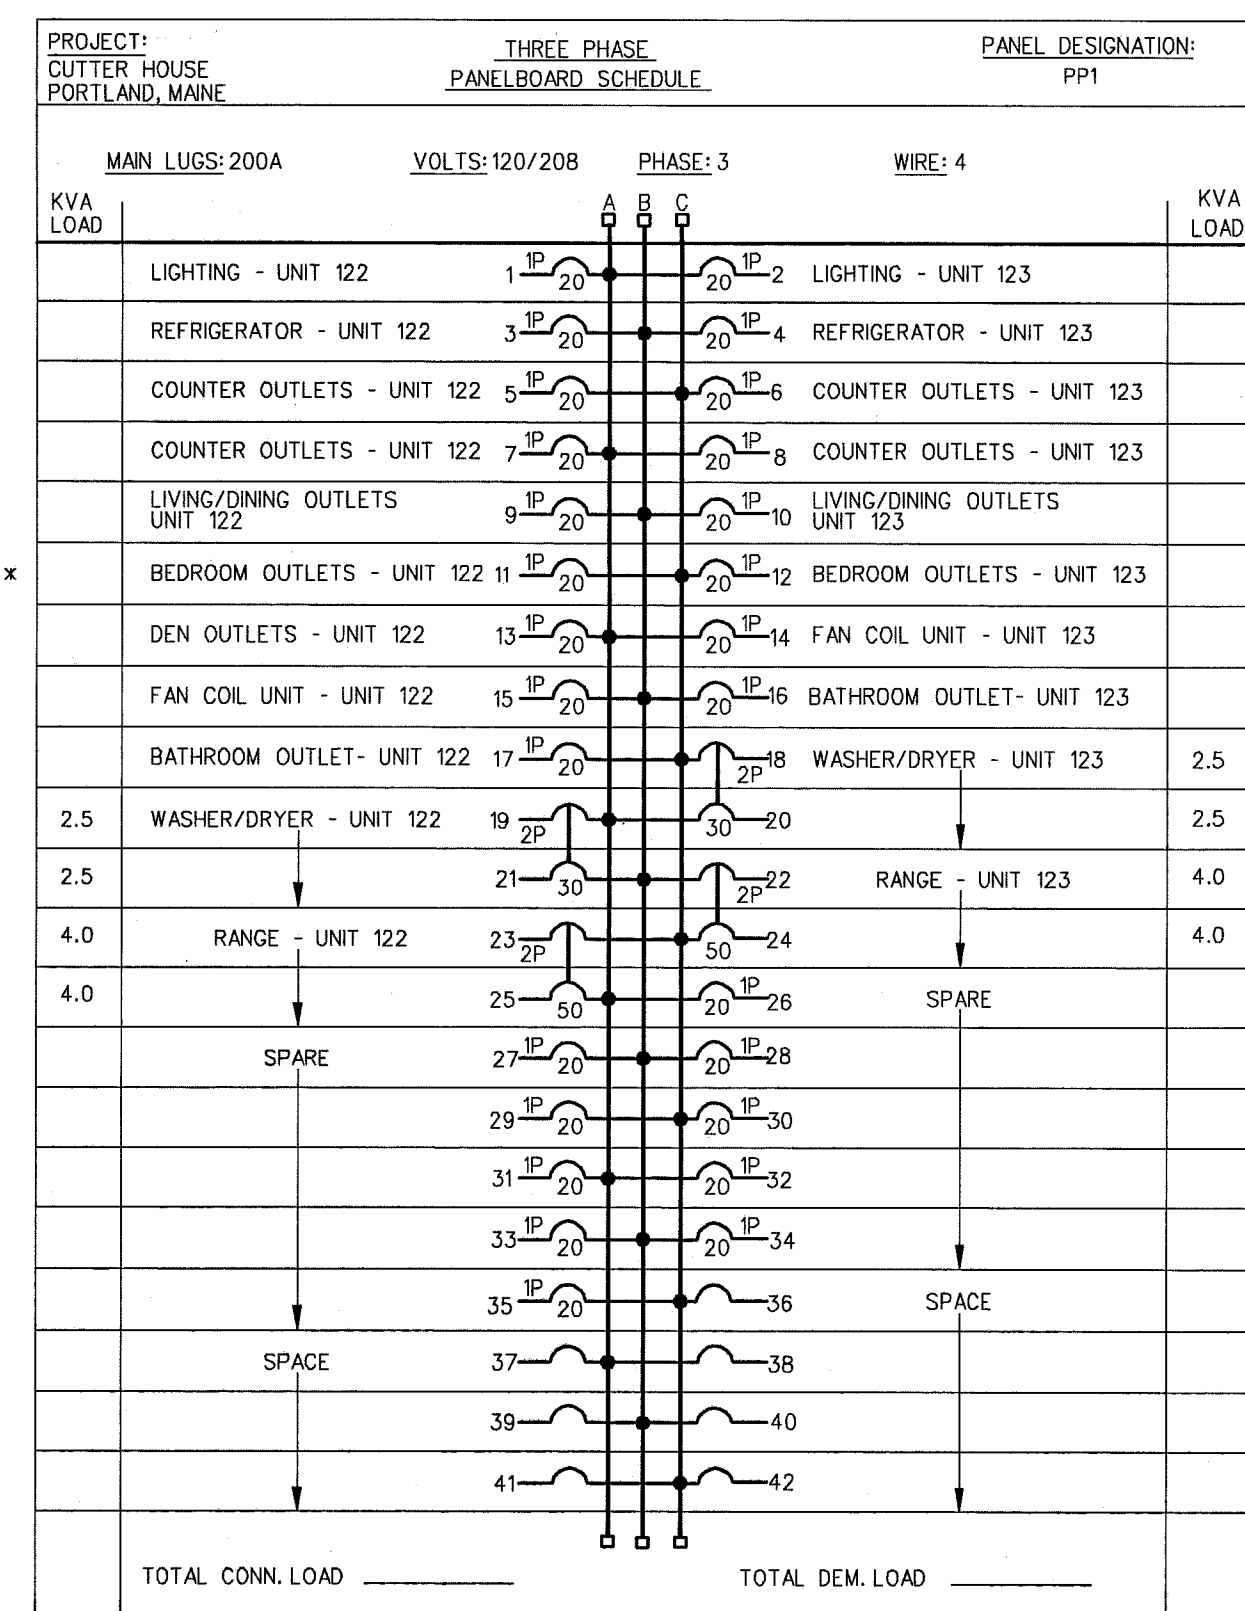 PROJECT:
CUTTER HOUSE
PORTLAND, MAINE
THREE PHASE
PANELBOARD SCHEDULE
PANEL DESIGNATION:
PP1
MAIN LUGS: 200A VOLTS: 120/208 PHASE: 3 WIRE: 4
KVA LOAD A B C KVA LOAD
LIGHTING - UNIT 122 1 1P 20 20 1P 2 LIGHTING - UNIT 123
REFRIGERATOR - UNIT 122 3 1P 20 20 1P 4 REFRIGERATOR - UNIT 123
COUNTER OUTLETS - UNIT 122 5 1P 20 20 1P 6 COUNTER OUTLETS - UNIT 123
COUNTER OUTLETS - UNIT 122 7 1P 20 20 1P 8 COUNTER OUTLETS - UNIT 123
LIVING/DINING OUTLETS UNIT 122 9 1P 20 20 1P 10 LIVING/DINING OUTLETS UNIT 123
* BEDROOM OUTLETS - UNIT 122 11 1P 20 20 1P 12 BEDROOM OUTLETS - UNIT 123
DEN OUTLETS - UNIT 122 13 1P 20 20 1P 14 FAN COIL UNIT - UNIT 123
FAN COIL UNIT - UNIT 122 15 1P 20 20 1P 16 BATHROOM OUTLET- UNIT 123
BATHROOM OUTLET- UNIT 122 17 1P 20 2P 18 WASHER/DRYER - UNIT 123 2.5
2.5 WASHER/DRYER - UNIT 122 19 2P 30 20 2.5
2.5 21 30 2P 22 RANGE - UNIT 123 4.0
4.0 RANGE - UNIT 122 23 2P 50 24 4.0
4.0 25 50 20 1P 26 SPARE
SPARE 27 1P 20 20 1P 28
29 1P 20 20 1P 30
31 1P 20 20 1P 32
33 1P 20 20 1P 34
35 1P 20 36 SPACE
SPACE 37 38
39 40
41 42
TOTAL CONN. LOAD TOTAL DEM. LOAD